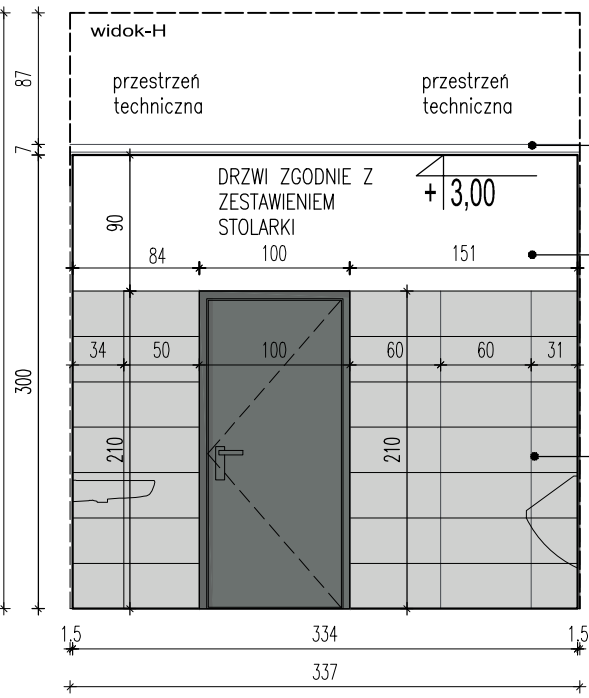 widok-H
87
przestrzeń
techniczna
przestrzeń
techniczna
7
DRZWI ZGODNIE Z
ZESTAWIENIEM
STOLARKI
+ 3,00
90
84 100 151
34 50 100 60 60 31
300
210 210
1,5 334 1,5
337